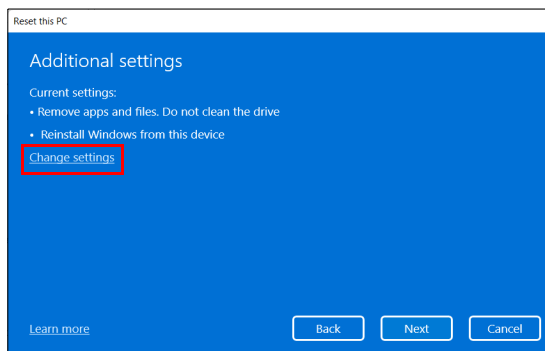 Reset this PC
Additional settings
Current settings:
• Remove apps and files. Do not clean the drive
• Reinstall Windows from this device
Change settings
Learn more
Back
Next
Cancel